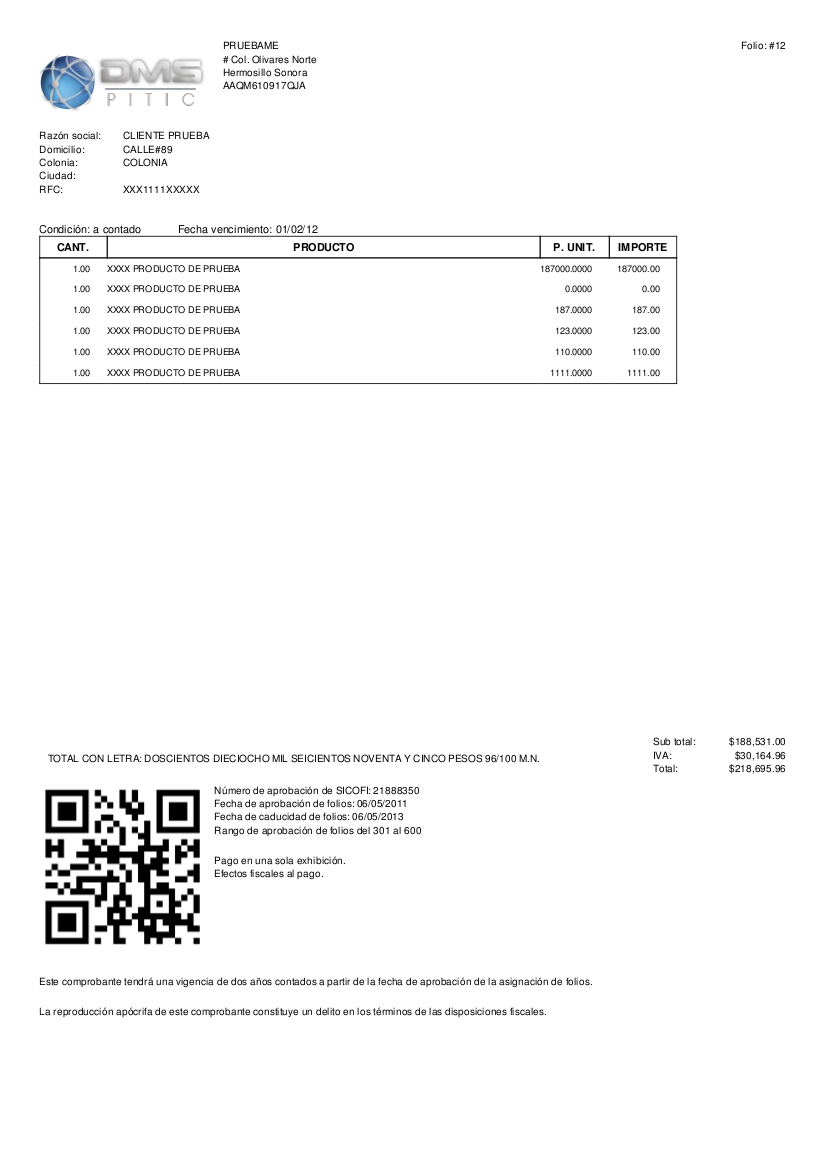 PRUEBAME
Folio: #12
# Col. Olivares Norte
Hermosillo Sonora
AAQM610917QJA
DMS
PITIC
Razón social: CLIENTE PRUEBA
Domicilio: CALLE#89
Colonia: COLONIA
Ciudad:
RFC: XXX1111XXXXX
Condición: a contado Fecha vencimiento: 01/02/12
CANT. PRODUCTO P. UNIT. IMPORTE
1.00 XXXX PRODUCTO DE PRUEBA 187000.0000 187000.00
1.00 XXXX PRODUCTO DE PRUEBA 0.0000 0.00
1.00 XXXX PRODUCTO DE PRUEBA 187.0000 187.00
1.00 XXXX PRODUCTO DE PRUEBA 123.0000 123.00
1.00 XXXX PRODUCTO DE PRUEBA 110.0000 110.00
1.00 XXXX PRODUCTO DE PRUEBA 1111.0000 1111.00
Sub total: $188,531.00
IVA: $30,164.96
Total: $218,695.96
TOTAL CON LETRA: DOSCIENTOS DIECIOCHO MIL SEICIENTOS NOVENTA Y CINCO PESOS 96/100 M.N.
Número de aprobación de SICOFI: 21888350
Fecha de aprobación de folios: 06/05/2011
Fecha de caducidad de folios: 06/05/2013
Rango de aprobación de folios del 301 al 600
Pago en una sola exhibición.
Efectos fiscales al pago.
Este comprobante tendrá una vigencia de dos años contados a partir de la fecha de aprobación de la asignación de folios.
La reproducción apócrifa de este comprobante constituye un delito en los términos de las disposiciones fiscales.